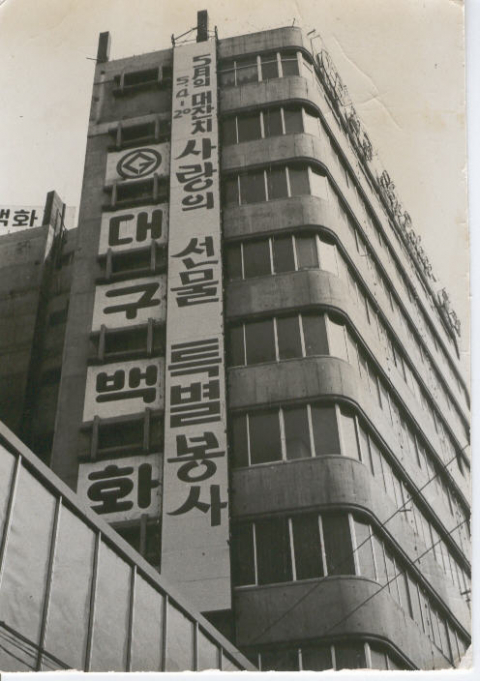 5月의 대잔치
5.4-20
사랑의 선물 특별봉사
대구백화
백화